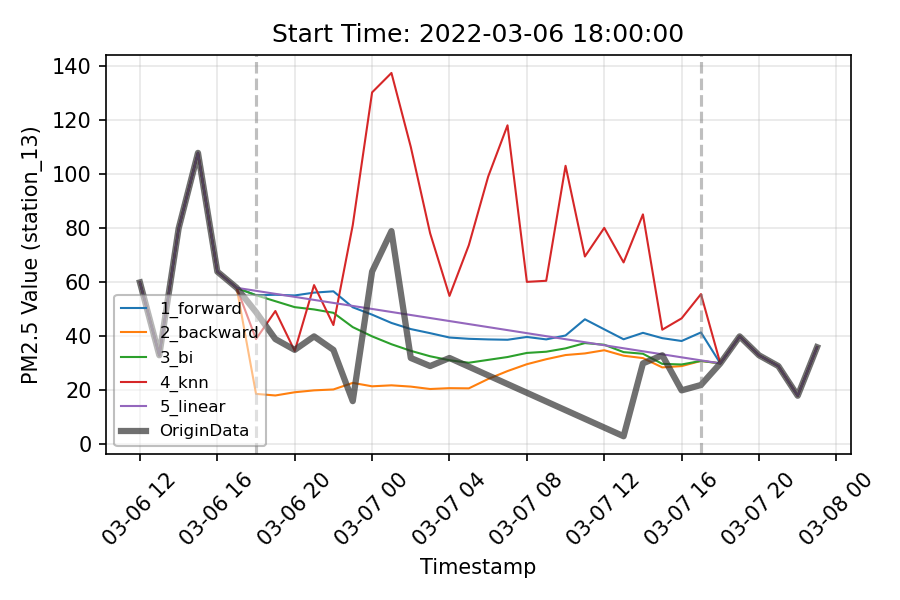 Start Time: 2022-03-06 18:00:00
PM2.5 Value (station_13)
140
120
100
80
60
40
20
0
1_forward
2_backward
3_bi
4_knn
5_linear
OriginData
03-06 12
03-06 16
03-06 20
03-07 00
03-07 04
03-07 08
03-07 12
03-07 16
03-07 20
03-08 00
Timestamp